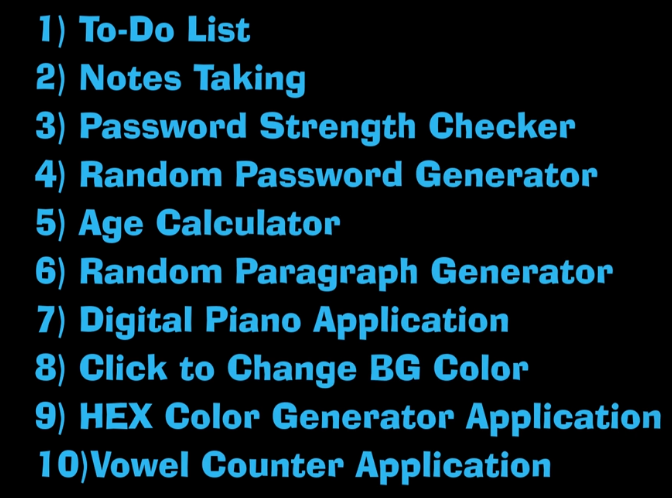 1) To-Do List
2) Notes Taking
3) Password Strength Checker
4) Random Password Generator
5) Age Calculator
6) Random Paragraph Generator
7) Digital Piano Application
8) Click to Change BG Color
9) HEX Color Generator Application
10)Vowel Counter Application